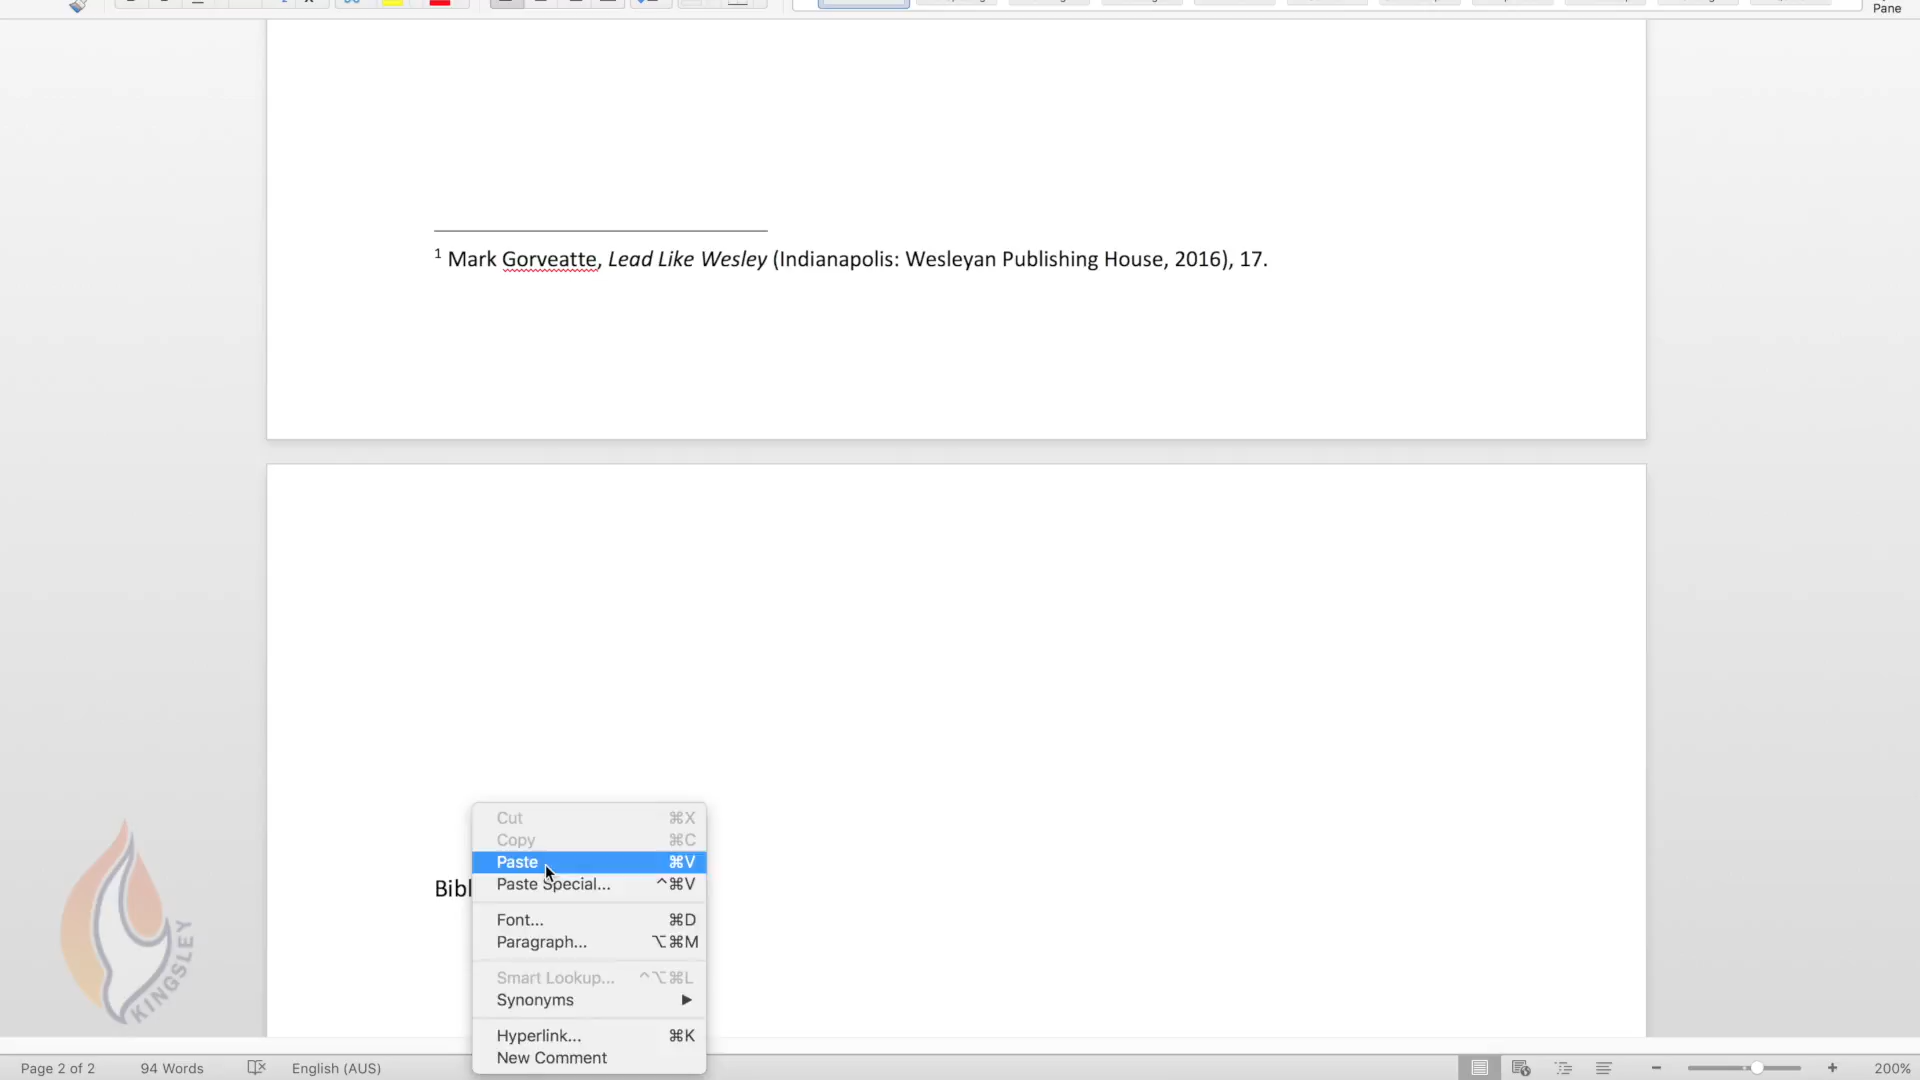 Pane
1 Mark Gorveatte, Lead Like Wesley (Indianapolis: Wesleyan Publishing House, 2016), 17.
Cut ⌘X
Copy ⌘C
Paste ⌘V
Bibl
Paste Special... ^⌘V
Font... ⌘D
Paragraph... ⌥⌘M
Smart Lookup... ^⌥⌘L
Synonyms
Hyperlink... ⌘K
New Comment
KINGSLEY
Page 2 of 2 94 Words English (AUS) 200%